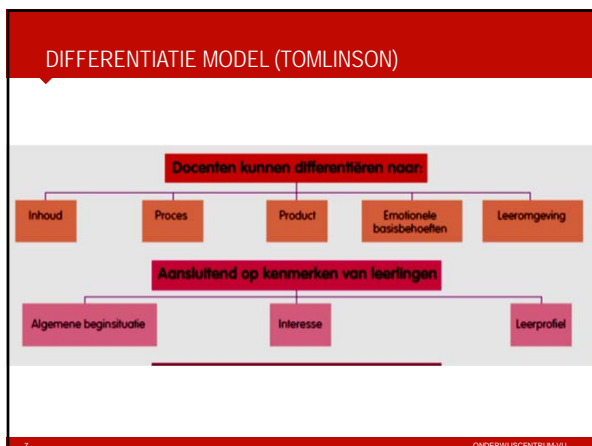 DIFFERENTIATIE MODEL (TOMLINSON)
Docenten kunnen differentiëren naar:
Inhoud
Proces
Product
Emotionele
basisbehoeften
Leeromgeving
Aansluitend op kenmerken van leerlingen
Algemene beginsituatie
Interesse
Leerprofiel
7
ONDERWIJSCENTRUM VU